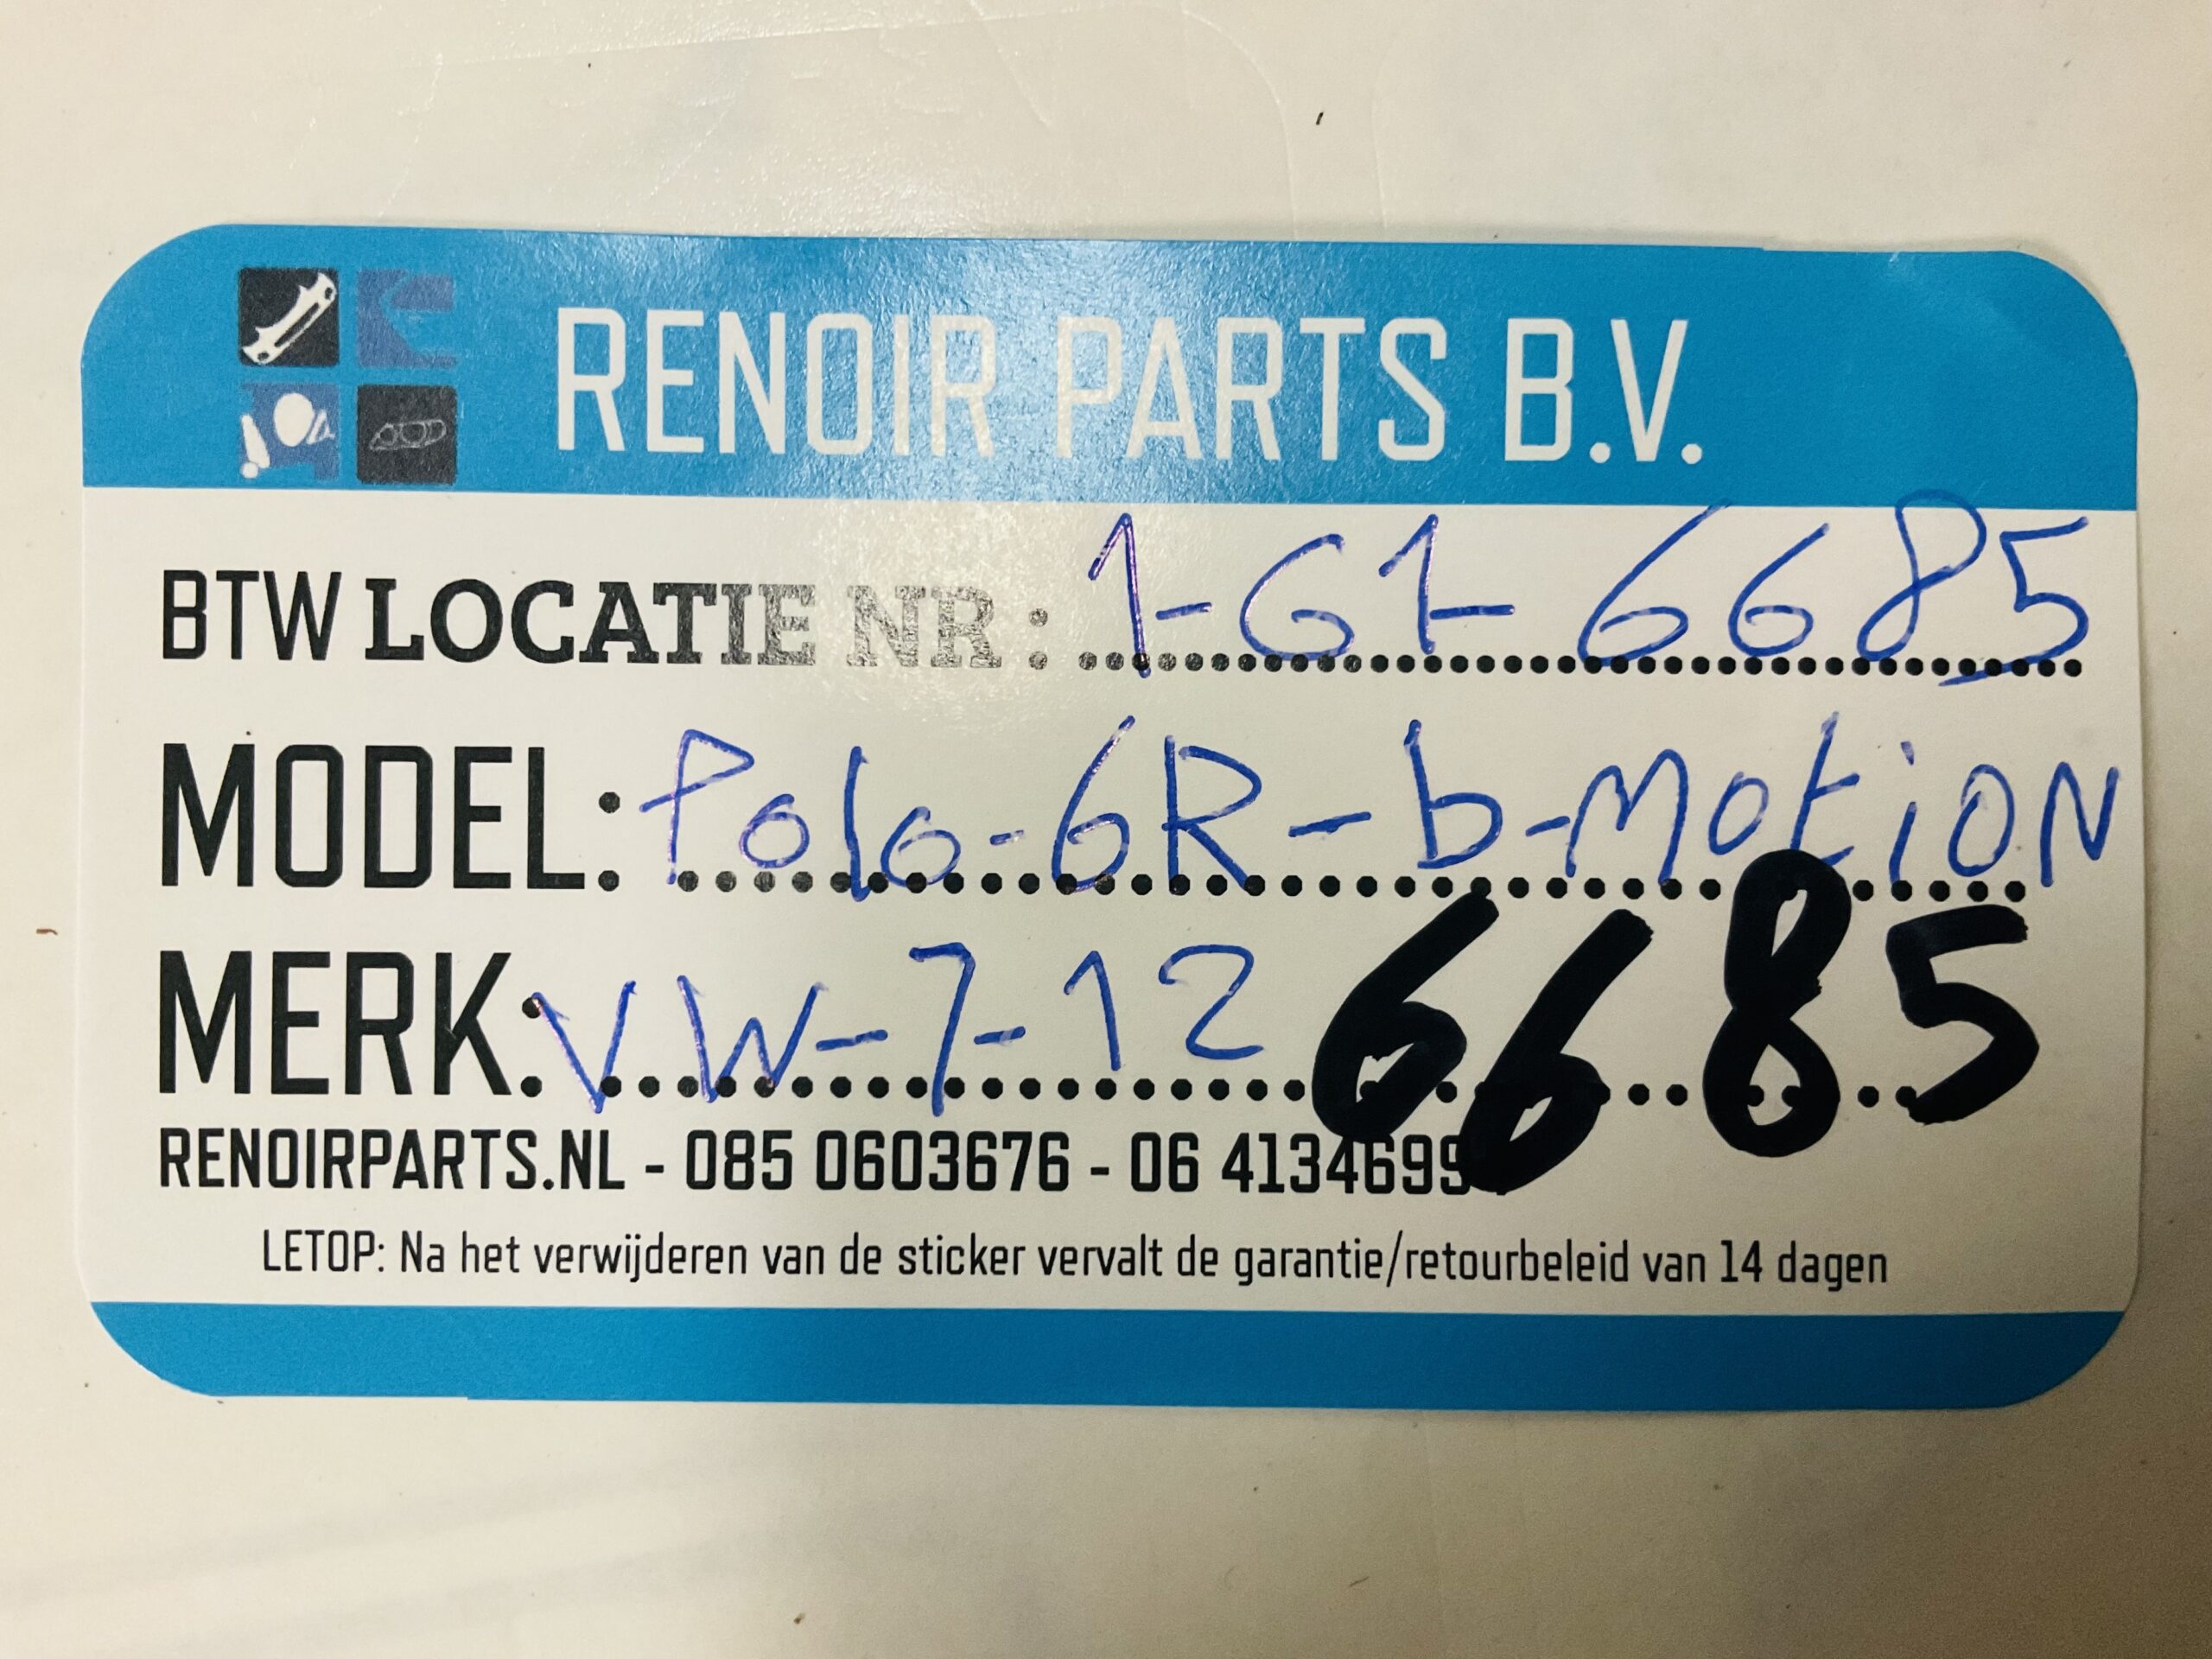 RENOIR PARTS B.V.
BTW LOCATIE NR : 1-G1-6685
MODEL: Polo-6R-b-motioN
MERK: VW-7-12 6685
RENOIRPARTS.NL - 085 0603676 - 06 4134699
LETOP: Na het verwijderen van de sticker vervalt de garantie/retourbeleid van 14 dagen